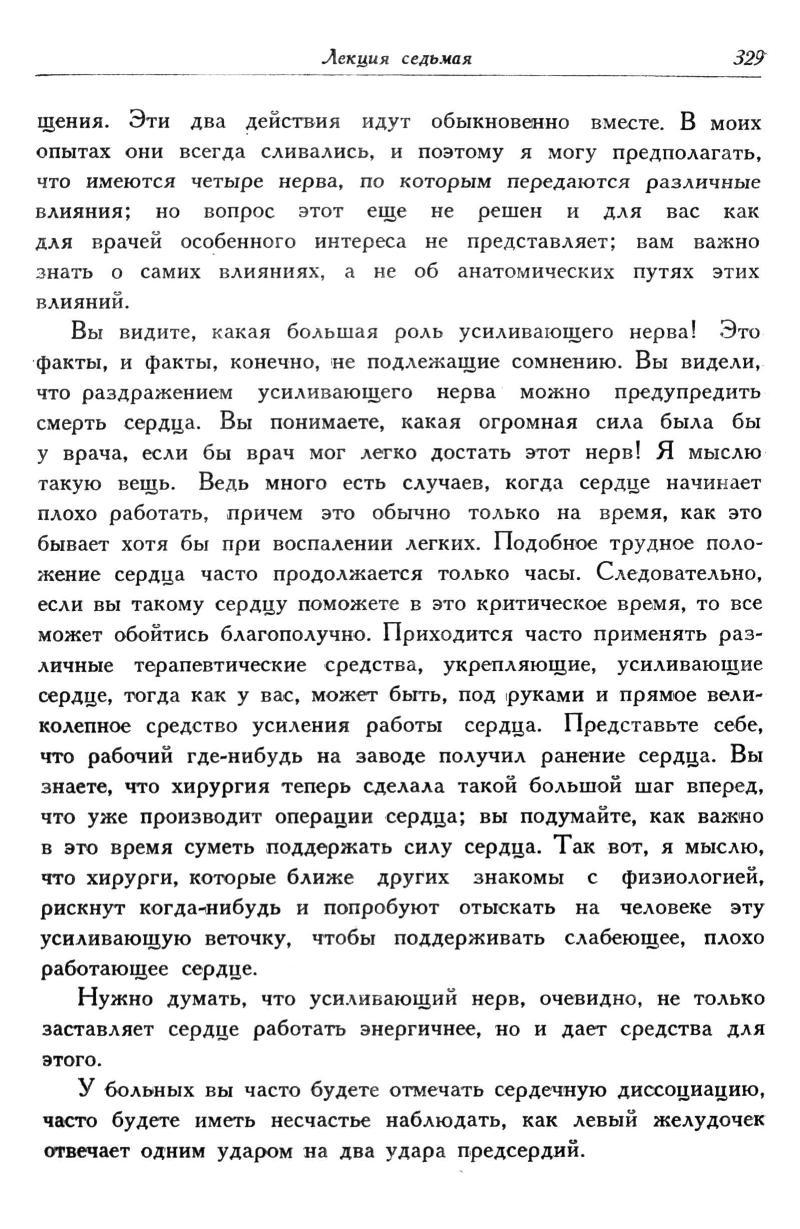 Лекция седьмая 329
щения. Эти два действия идут обыкновенно вместе. В моих
опытах они всегда сливались, и поэтому я могу предполагать,
что имеются четыре нерва, по которым передаются различные
влияния; но вопрос этот еще не решен и для вас как
для врачей особенного интереса не представляет; вам важно
знать о самих влияниях, а не об анатомических путях этих
влияний.
Вы видите, какая большая роль усиливающего нерва! Это
факты, и факты, конечно, не подлежащие сомнению. Вы видели,
что раздражением усиливающего нерва можно предупредить
смерть сердца. Вы понимаете, какая огромная сила была бы
у врача, если бы врач мог легко достать этот нерв! Я мыслю
такую вещь. Ведь много есть случаев, когда сердце начинает
плохо работать, причем это обычно только на время, как это
бывает хотя бы при воспалении легких. Подобное трудное поло-
жение сердца часто продолжается только часы. Следовательно,
если вы такому сердцу поможете в это критическое время, то все
может обойтись благополучно. Приходится часто применять раз-
личные терапевтические средства, укрепляющие, усиливающие
сердце, тогда как у вас, может быть, под руками и прямое вели-
колепное средство усиления работы сердца. Представьте себе,
что рабочий где-нибудь на заводе получил ранение сердца. Вы
знаете, что хирургия теперь сделала такой большой шаг вперед,
что уже производит операции сердца; вы подумайте, как важно
в это время суметь поддержать силу сердца. Так вот, я мыслю,
что хирурги, которые ближе других знакомы с физиологией,
рискнут когда-нибудь и попробуют отыскать на человеке эту
усиливающую веточку, чтобы поддерживать слабеющее, плохо
работающее сердце.
Нужно думать, что усиливающий нерв, очевидно, не только
заставляет сердце работать энергичнее, но и дает средства для
этого.
У больных вы часто будете отмечать сердечную диссоциацию,
часто будете иметь несчастье наблюдать, как левый желудочек
отвечает одним ударом на два удара предсердий.